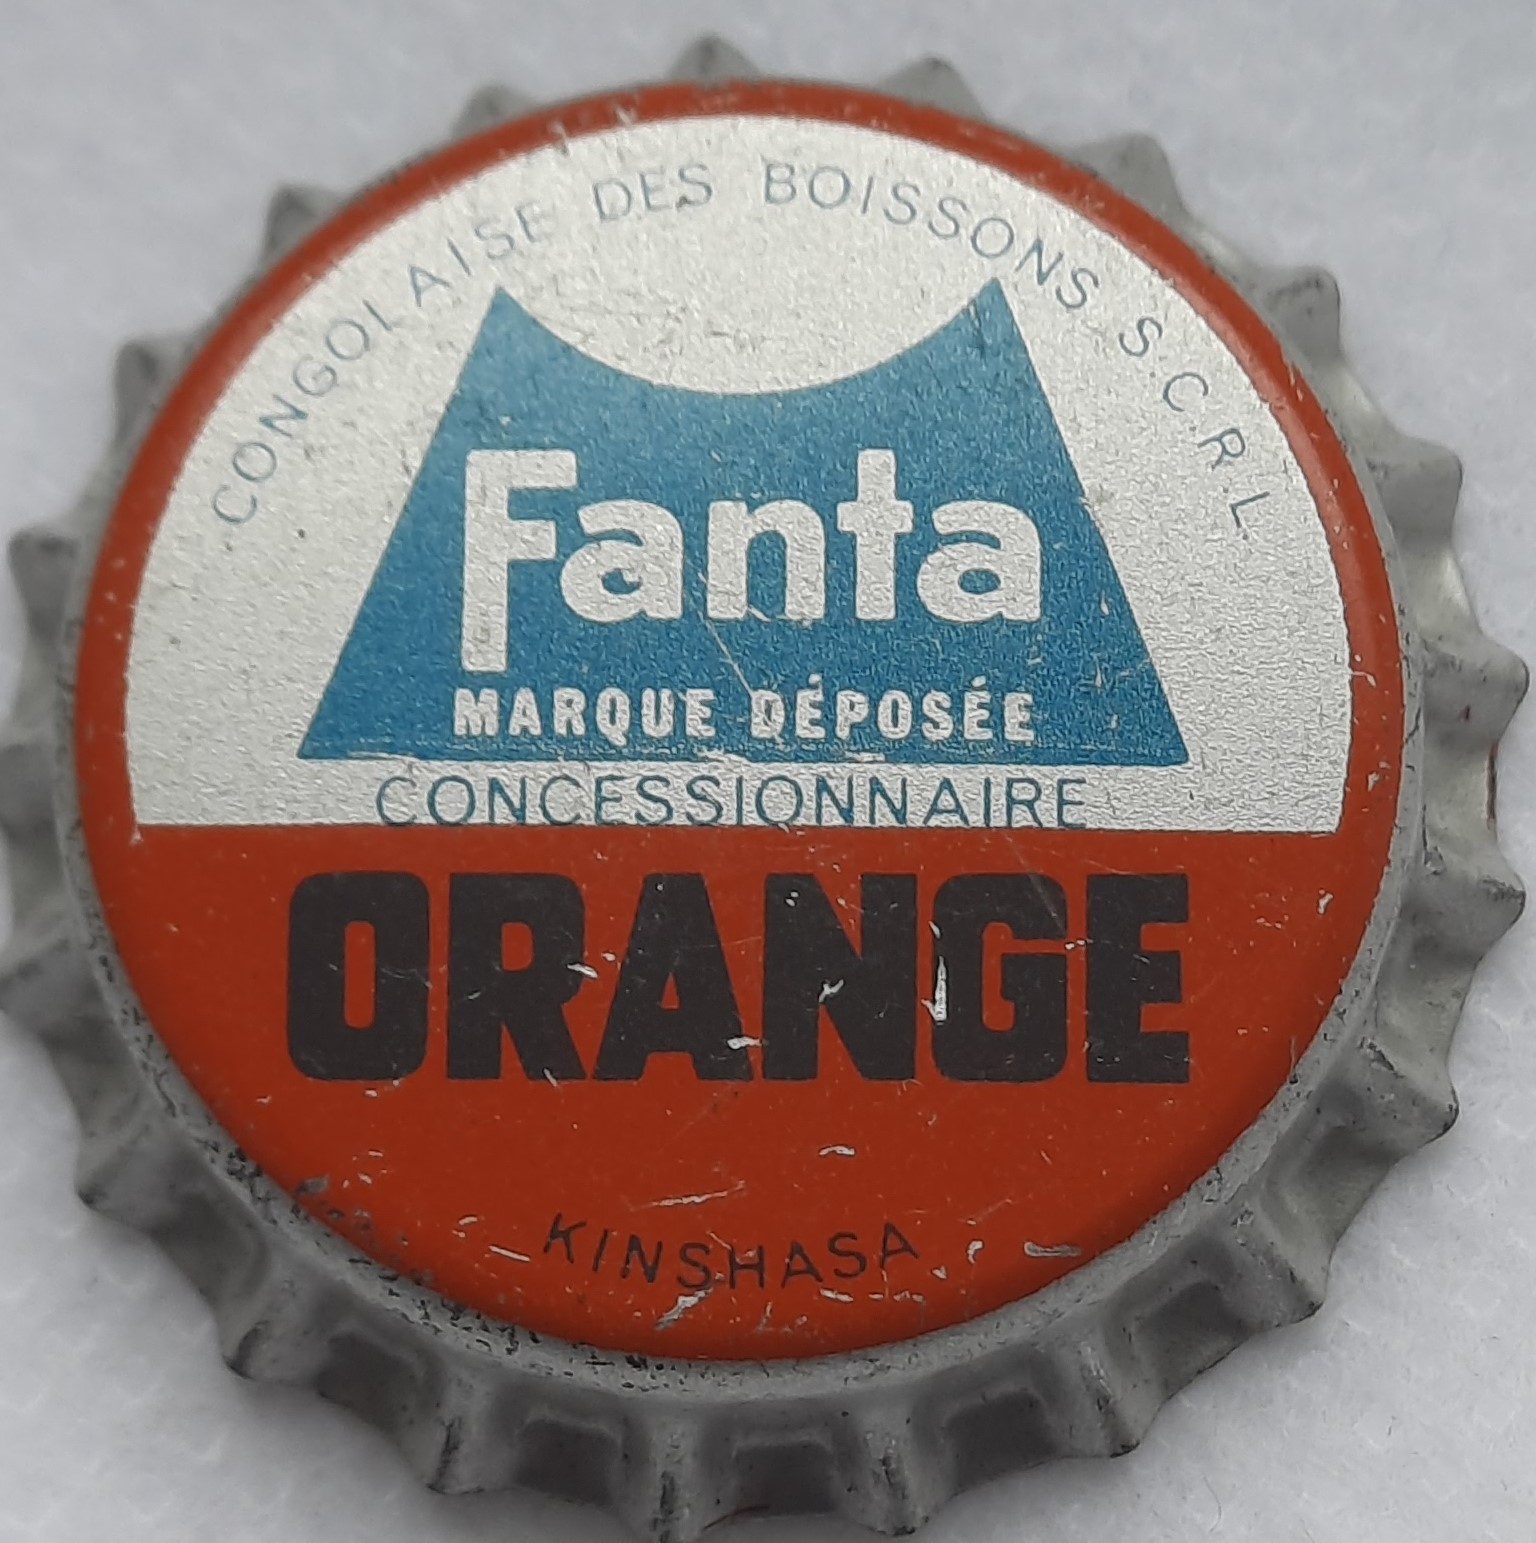 CONGOLAISE DES BOISSONS S.C.R.L.
Fanta
MARQUE DÉPOSÉE
CONCESSIONNAIRE
ORANGE
KINSHASA